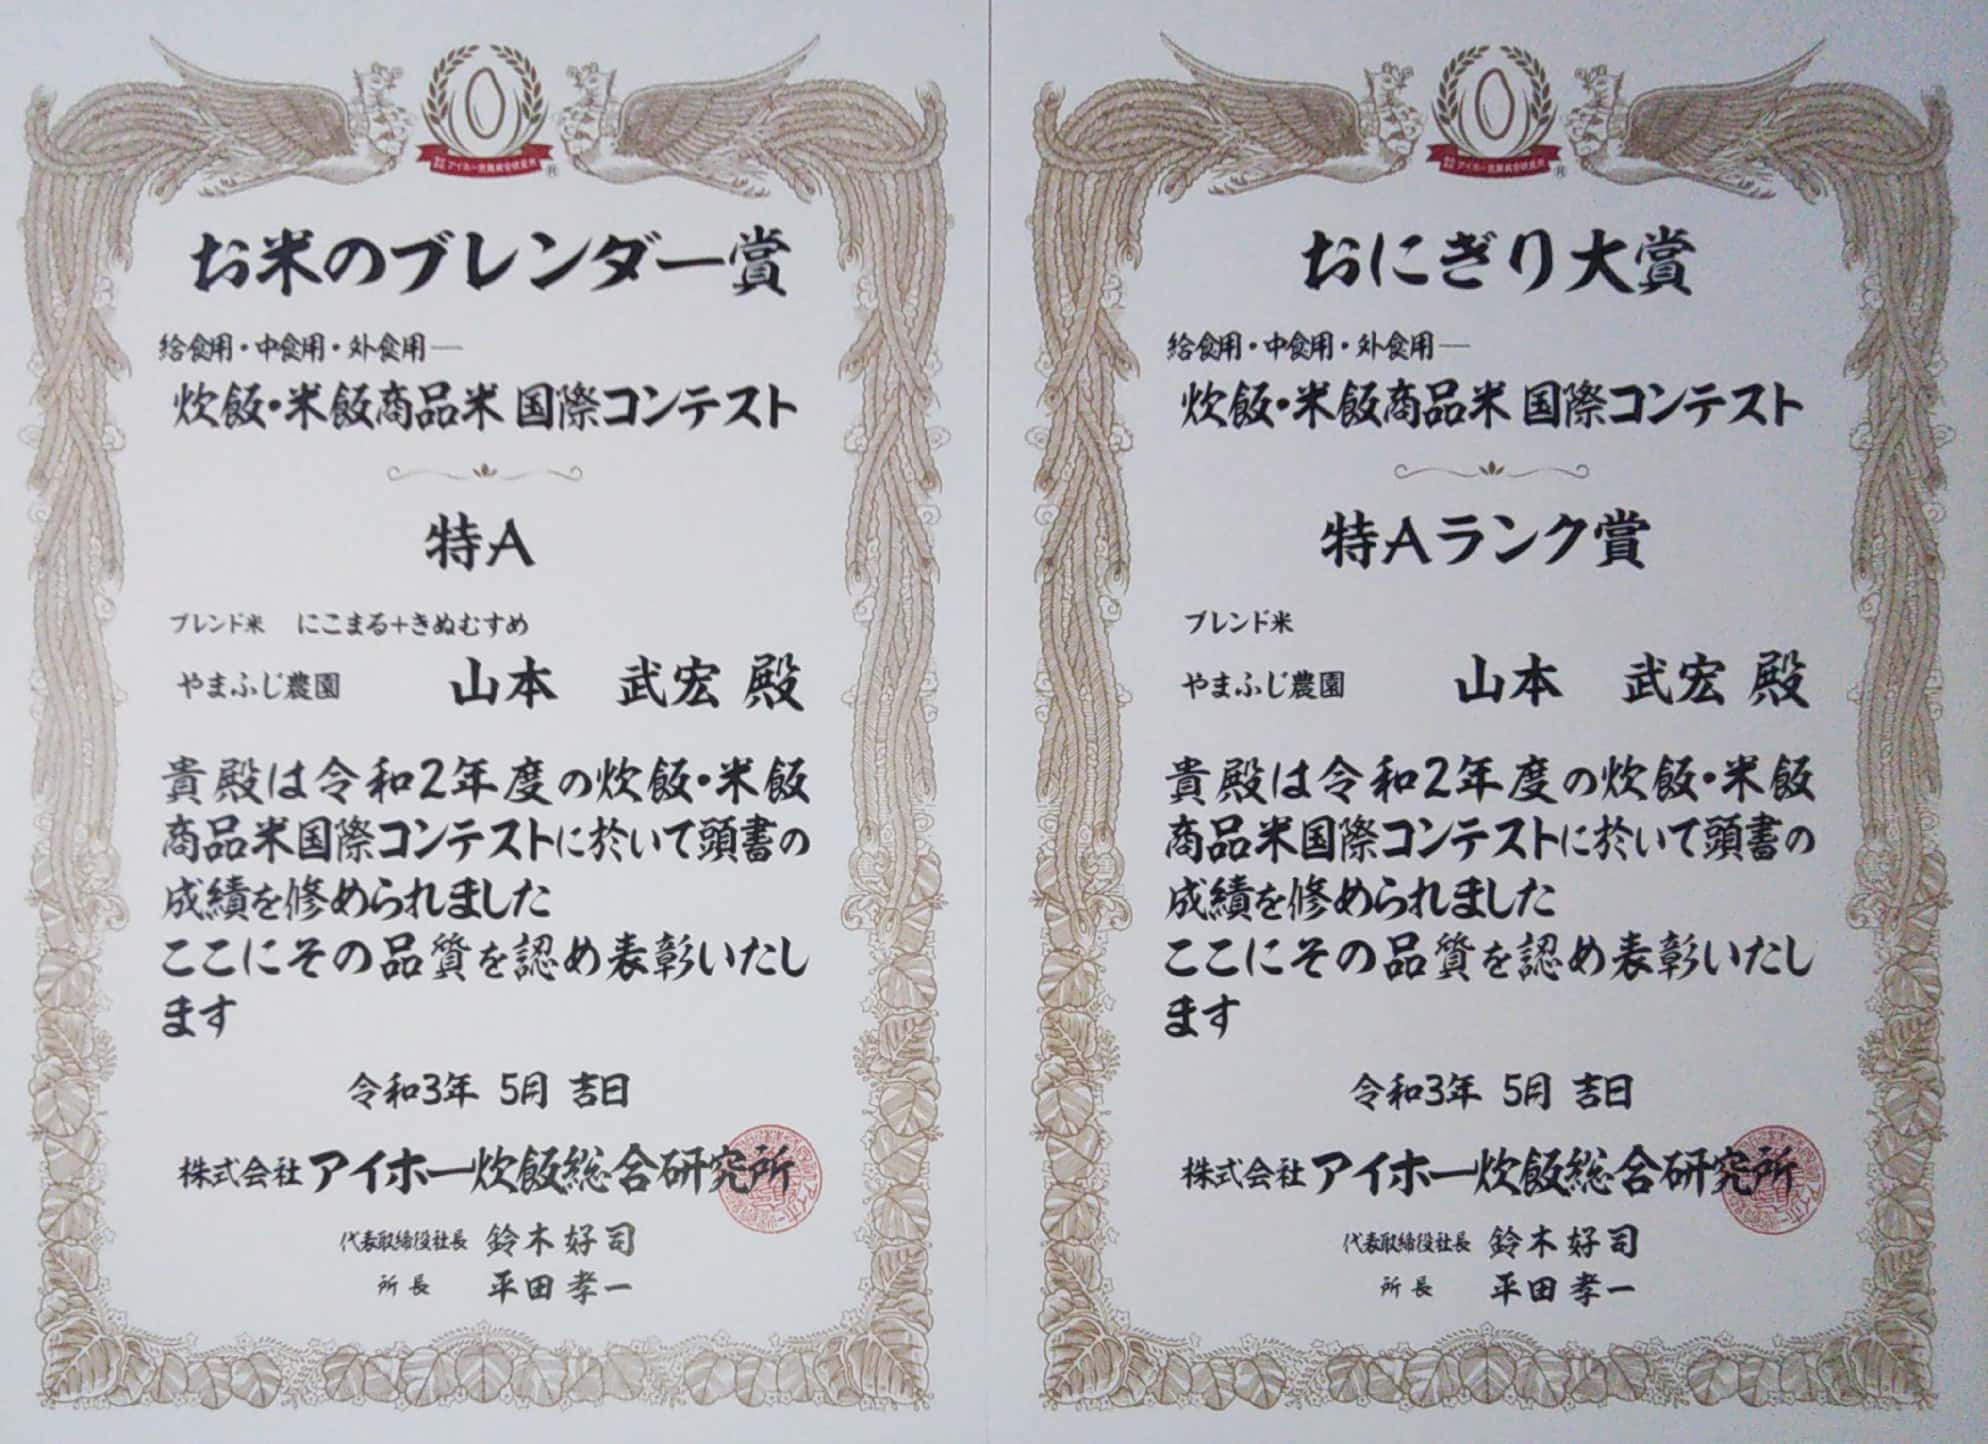 お米のブレンダー賞
給食用・中食用・外食用―
炊飯・米飯商品米 国際コンテスト
特A
ブレンド米 にこまる+きぬむすめ
やまふじ農園 山本 武宏 殿
貴殿は令和2年度の炊飯・米飯
商品米国際コンテストに於いて頭書の
成績を修められました
ここにその品質を認め表彰いたし
ます
令和3年 5月 吉日
株式会社 アイホー炊飯総合研究所
代表取締役社長 鈴木好司
所長 平田孝一
おにぎり大賞
給食用・中食用・外食用―
炊飯・米飯商品米 国際コンテスト
特Aランク賞
ブレンド米
やまふじ農園 山本 武宏 殿
貴殿は令和2年度の炊飯・米飯
商品米国際コンテストに於いて頭書の
成績を修められました
ここにその品質を認め表彰いたし
ます
令和3年 5月 吉日
株式会社 アイホー炊飯総合研究所
代表取締役社長 鈴木好司
所長 平田孝一